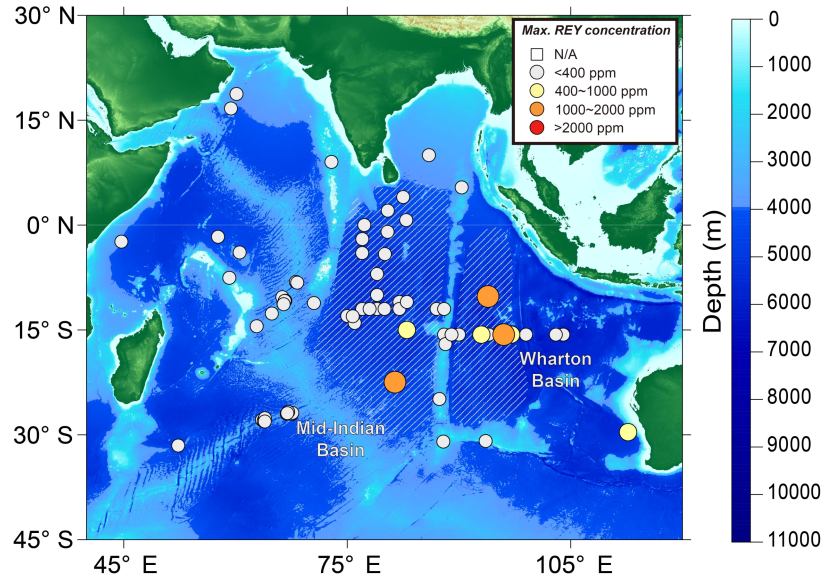 30° N
15° N
0° N
15° S
30° S
45° S
45° E
75° E
105° E
Max. REY concentration
N/A
<400 ppm
400~1000 ppm
1000~2000 ppm
>2000 ppm
Wharton
Basin
Mid-Indian
Basin
0
1000
2000
3000
4000
5000
6000
7000
8000
9000
10000
11000
Depth (m)